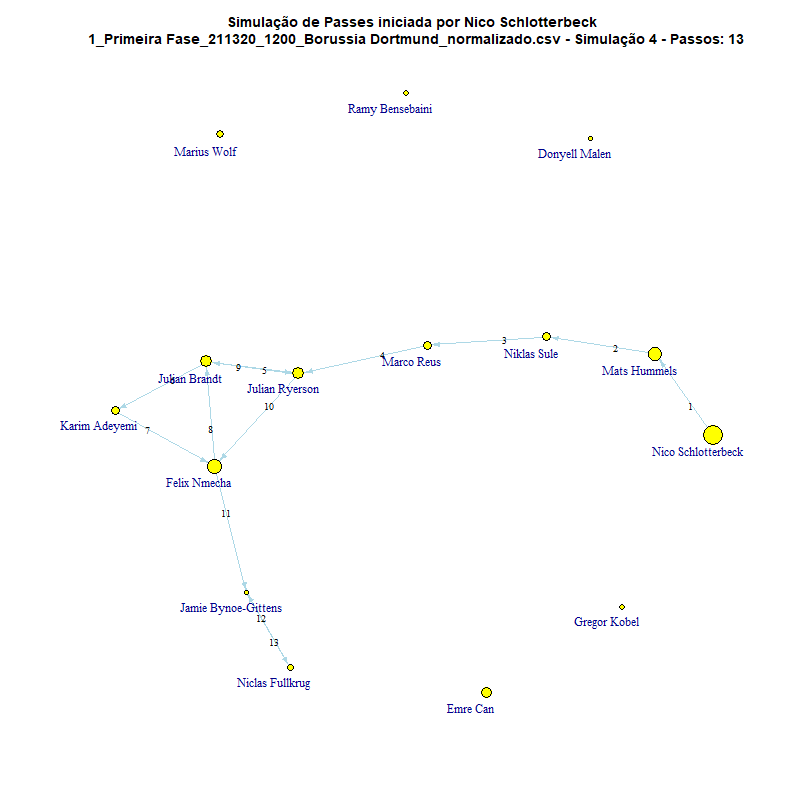 Simulação de Passes iniciada por Nico Schlotterbeck
1_Primeira Fase_211320_1200_Borussia Dortmund_normalizado.csv - Simulação 4 - Passos: 13
Ramy Bensebaini
Marius Wolf
Donyell Malen
3
2
4
Niklas Sule
Marco Reus
9
5
Mats Hummels
Julian Brandt
6
Julian Ryerson
10
1
Karim Adeyemi
7
8
Nico Schlotterbeck
Felix Nmecha
11
Jamie Bynoe-Gittens
12
Gregor Kobel
13
Niclas Fullkrug
Emre Can